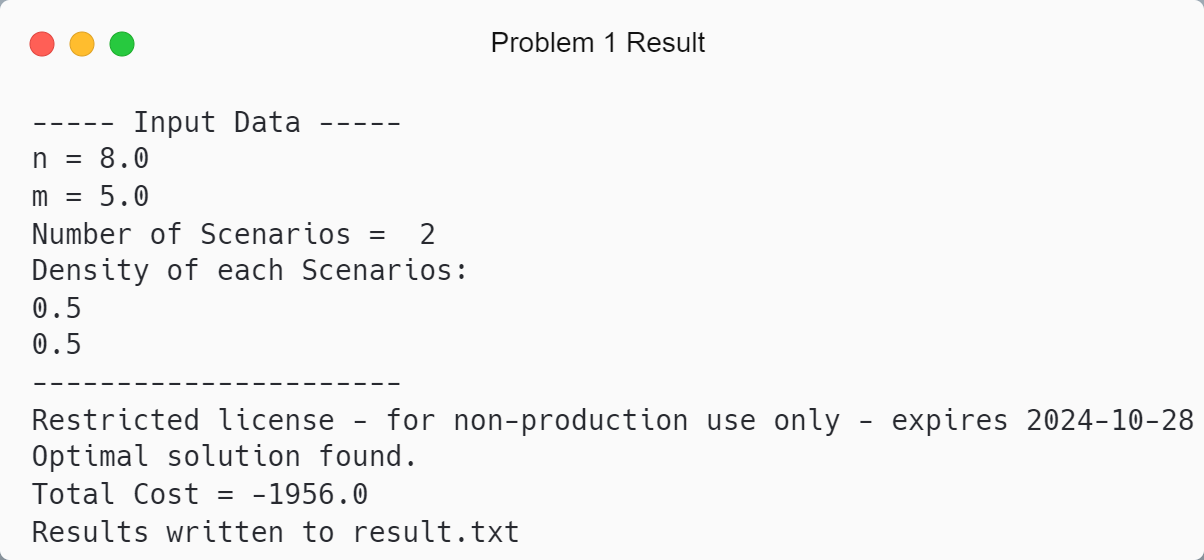 Problem 1 Result
----- Input Data -----
n = 8.0
m = 5.0
Number of Scenarios =  2
Density of each Scenarios:
0.5
0.5
----------------------
Restricted license - for non-production use only - expires 2024-10-28
Optimal solution found.
Total Cost = -1956.0
Results written to result.txt